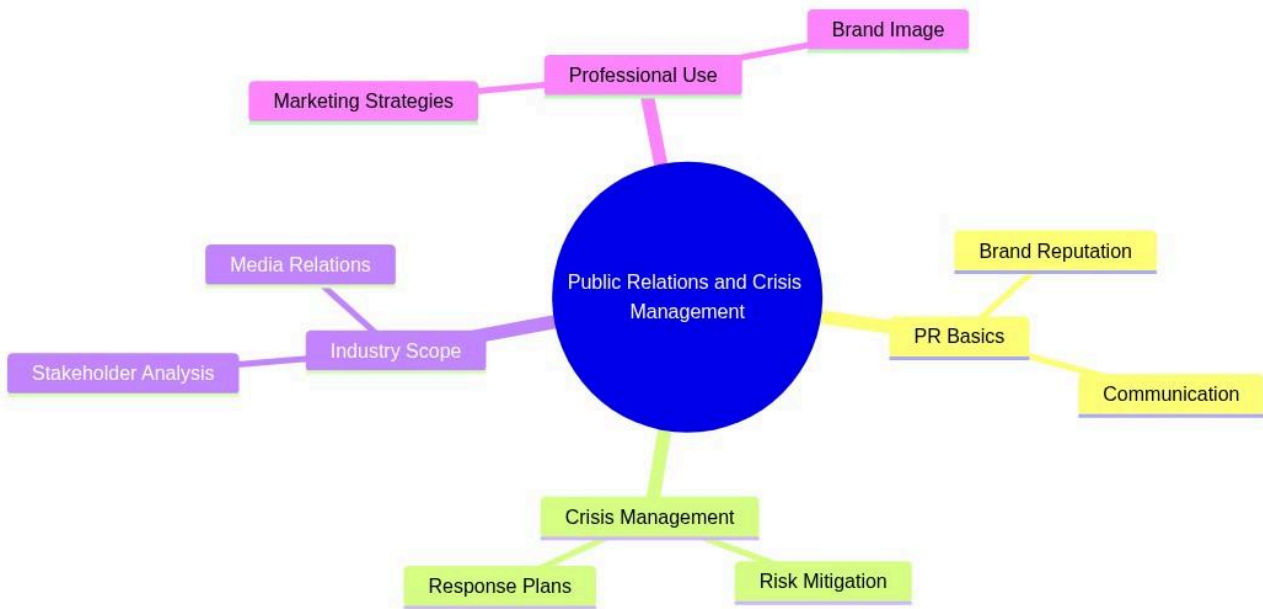 Brand Image
Professional Use
Marketing Strategies
Brand Reputation
Media Relations
Public Relations and Crisis
Management
PR Basics
Industry Scope
Stakeholder Analysis
Communication
Crisis Management
Response Plans
Risk Mitigation